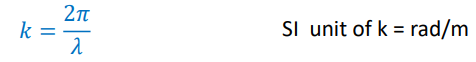 k = 2π/λ SI unit of k = rad/m